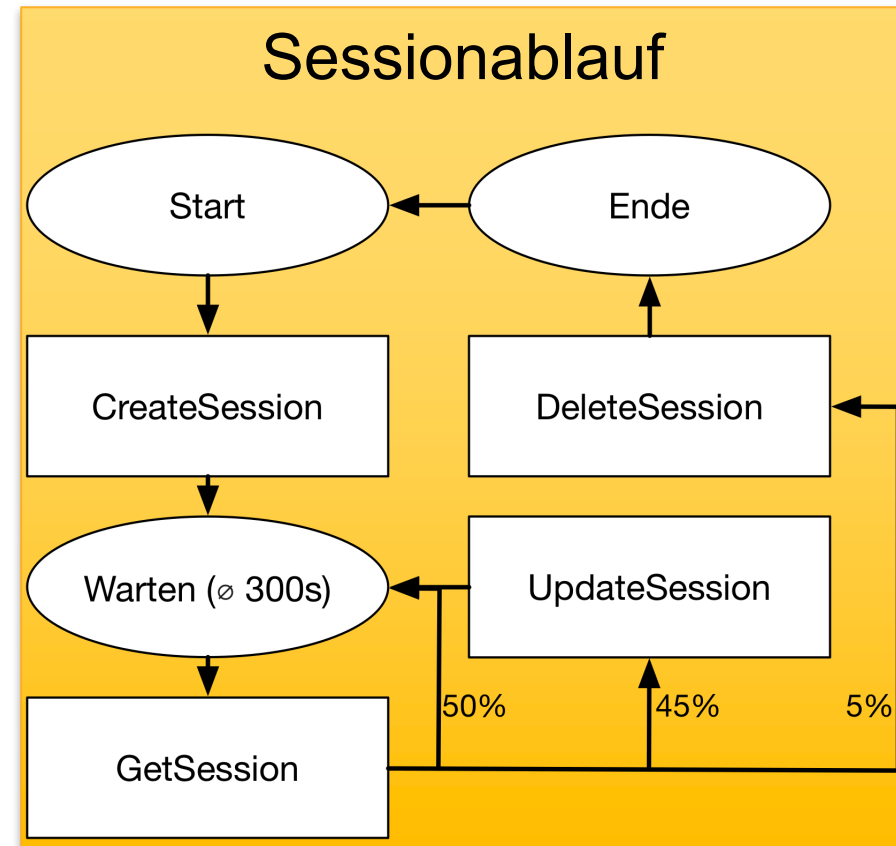 Sessionablauf
Start
Ende
CreateSession
DeleteSession
Warten (⌀ 300s)
UpdateSession
50%
45%
5%
GetSession